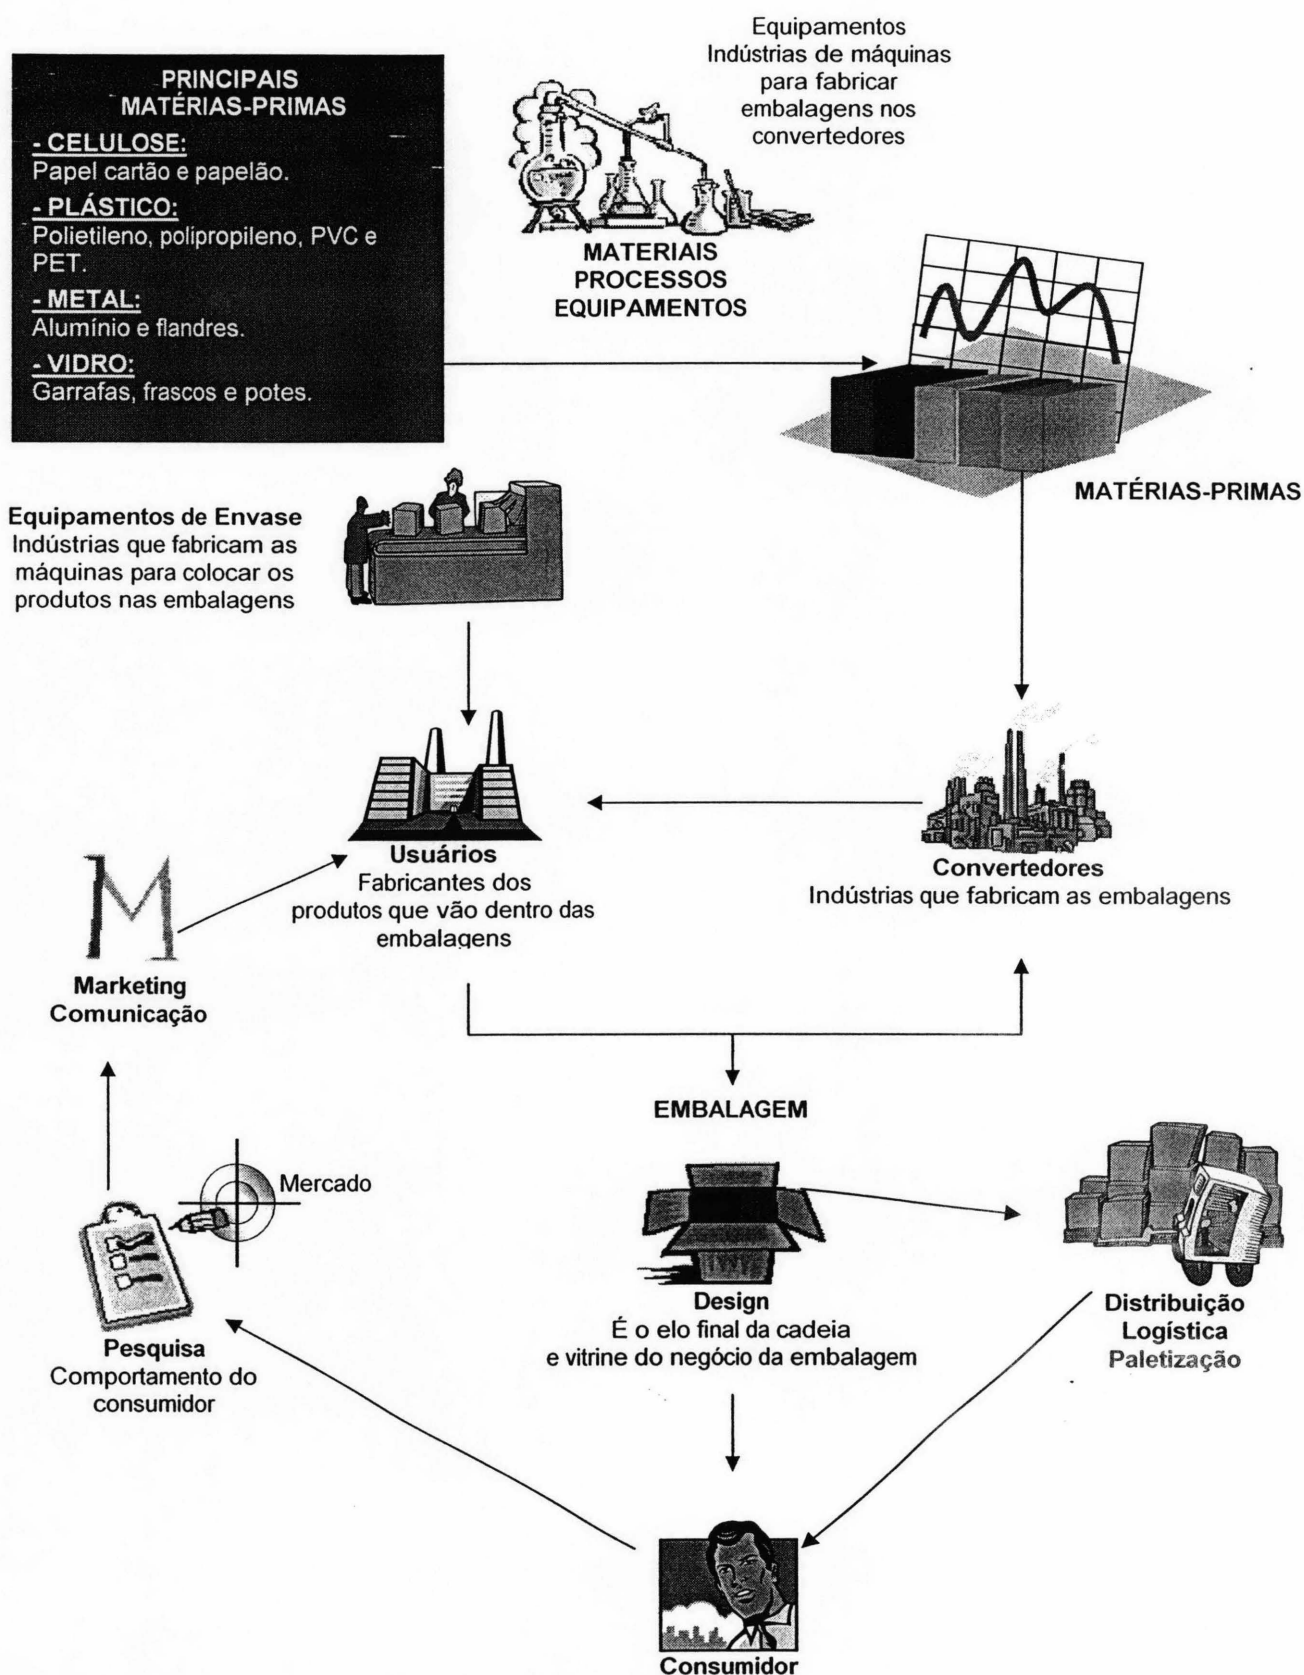 Equipamentos
Indústrias de máquinas
para fabricar
embalagens nos
convertedores
PRINCIPAIS
MATÉRIAS-PRIMAS
- CELULOSE:
Papel cartão e papelão.
- PLÁSTICO:
Polietileno, polipropileno, PVC e
PET.
- METAL:
Alumínio e flandres.
- VIDRO:
Garrafas, frascos e potes.
MATERIAIS
PROCESSOS
EQUIPAMENTOS
MATÉRIAS-PRIMAS
Equipamentos de Envase
Indústrias que fabricam as
máquinas para colocar os
produtos nas embalagens
Usuários
Fabricantes dos
produtos que vão dentro das
embalagens
Convertedores
Indústrias que fabricam as embalagens
M
Marketing
Comunicação
EMBALAGEM
Mercado
Design
É o elo final da cadeia
e vitrine do negócio da embalagem
Distribuição
Logística
Paletização
Pesquisa
Comportamento do
consumidor
Consumidor